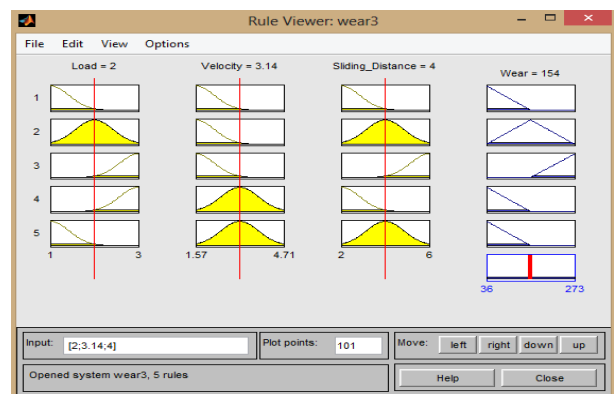 Rule Viewer: wear3
File Edit View Options
Load = 2 Velocity = 3.14 Sliding_Distance = 4 Wear = 154
1
2
3
4
5
1 3 1.57 4.71 2 6
36 273
Input: [2;3.14;4] Plot points: 101 Move: left right down up
Opened system wear3, 5 rules Help Close